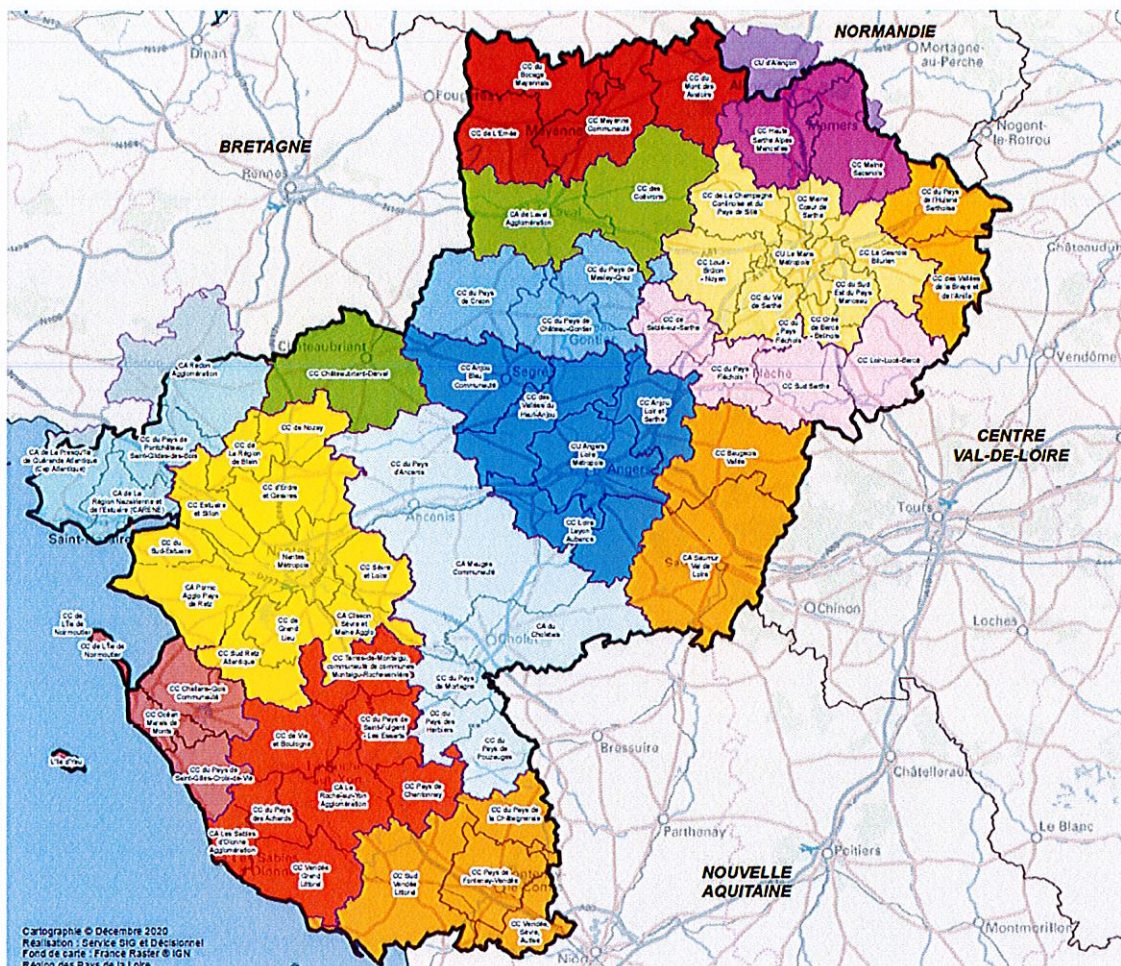 NORMANDIE
Dinan
Mortagne-
au-Perche
CU d'Alençon
CC du
Bocage
Mayennais
CC du
Mont des
Avaloirs
CC de L'Ernée
CC Mayenne
Communauté
Mayenne
Mamers
CC Haute
Sarthe Alpes
Mancelles
CC Maine
Saosnois
Nogent-
le-Rotrou
BRETAGNE
Rennes
CA de Laval
Agglomération
CC des
Coëvrons
CC de La Champagne
Conlinoise et du
Pays de Sillé
CC Maine
Cœur de
Sarthe
CC du Pays
de l'Huisne
Sarthoise
CC Loué -
Brûlon
- Noyen
CU Le Mans
Métropole
CC Le Gesnois
Bilurien
CC du Val
de Sarthe
CC du Sud
Est du Pays
Manceau
CC des Vallées
de la Braye et
de l'Anille
CC du Pays de
Meslay-Grez
CC du Pays
de Craon
CC du Pays de
Château-Gontier
Gontier
CC de
Sablé-sur-Sarthe
CC du
Pays
Fléchois
CC Orée
de Bercé
- Belinois
CC du Pays
Fléchois
CC Loir-Lucé-Bercé
CC Sud Sarthe
Vendôme
Châteaubriant
CC Châteaubriant-Derval
CA Redon
Agglomération
CC Anjou
Bleu
Communauté
Segré
CC des
Vallées du
Haut-Anjou
CC Anjou
Loir et
Sarthe
CC de Nozay
CC de
La Région
de Blain
CC du Pays de
Pontchâteau
Saint-Gildas-des-Bois
CA de La Presqu'île
de Guérande Atlantique
(Cap Atlantique)
CA de La
Région Nazairienne et
de l'Estuaire (CARENE)
CC du Pays
d'Ancenis
Ancenis
CU Angers
Loire
Métropole
Angers
CC Baugeois
Vallée
CENTRE
VAL-DE-LOIRE
Tours
CC d'Erdre
et Gesvres
CC Estuaire
et Sillon
CC Loire
Layon
Aubance
CC du
Sud-Estuaire
Nantes
Métropole
CC Sèvre
et Loire
CA Mauges
Communauté
CA Saumur
Val de
Loire
CA Pornic
Agglo Pays
de Retz
CC de
Grand
Lieu
CA Clisson
Sèvre et
Maine Agglo
CA du
Choletais
Cholet
Chinon
Loches
CC de
L'Île de
Noirmoutier
CC de L'Île de
Noirmoutier
CC Sud Retz
Atlantique
CC Terres-de-Montaigu,
communauté de communes
Montaigu-Rocheservière
CC du Pays
de Mortagne
CC Challans-Gois
Communauté
CC Océan
Marais de
Monts
CC de Vie
et Boulogne
CC du Pays de
Saint-Fulgent
- Les Essarts
CC du
Pays des
Herbiers
CC du
Pays de
Pouzauges
Bressuire
Châtellerault
L'Île d'Yeu
CC du Pays de
Saint-Gilles-Croix-de-Vie
CC du Pays
des Achards
CA La
Roche-sur-Yon
Agglomération
CC Pays de
Chantonnay
CC du Pays de
la Châtaigneraie
Parthenay
Le Blanc
Poitiers
CA Les Sables
d'Olonne
Agglomération
CC Vendée
Grand
Littoral
CC Sud
Vendée
Littoral
CC Pays de
Fontenay-Vendée
CC Vendée,
Sèvre,
Autise
NOUVELLE
AQUITAINE
Montmorillon
Niort
Cartographie © Décembre 2020
Réalisation : Service SIG et Décisionnel
Fond de carte : France Raster ® IGN
Région des Pays de la Loire